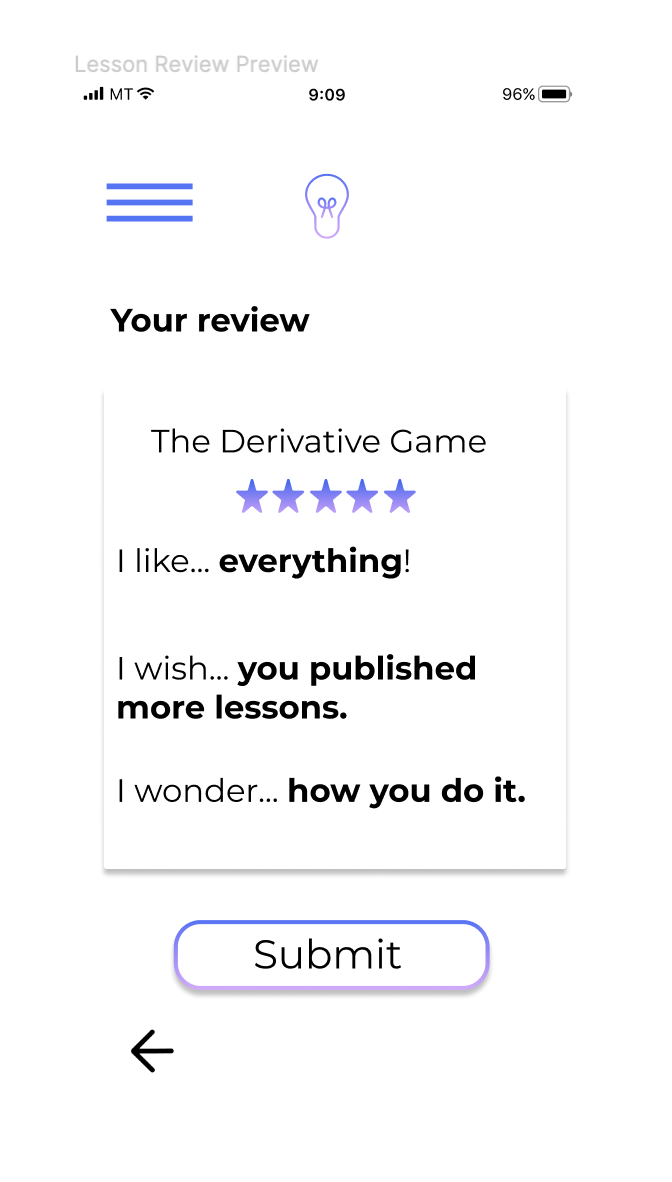 Lesson Review Preview
MT 9:09 96%
Your review
The Derivative Game
I like... everything!
I wish... you published
more lessons.
I wonder... how you do it.
Submit